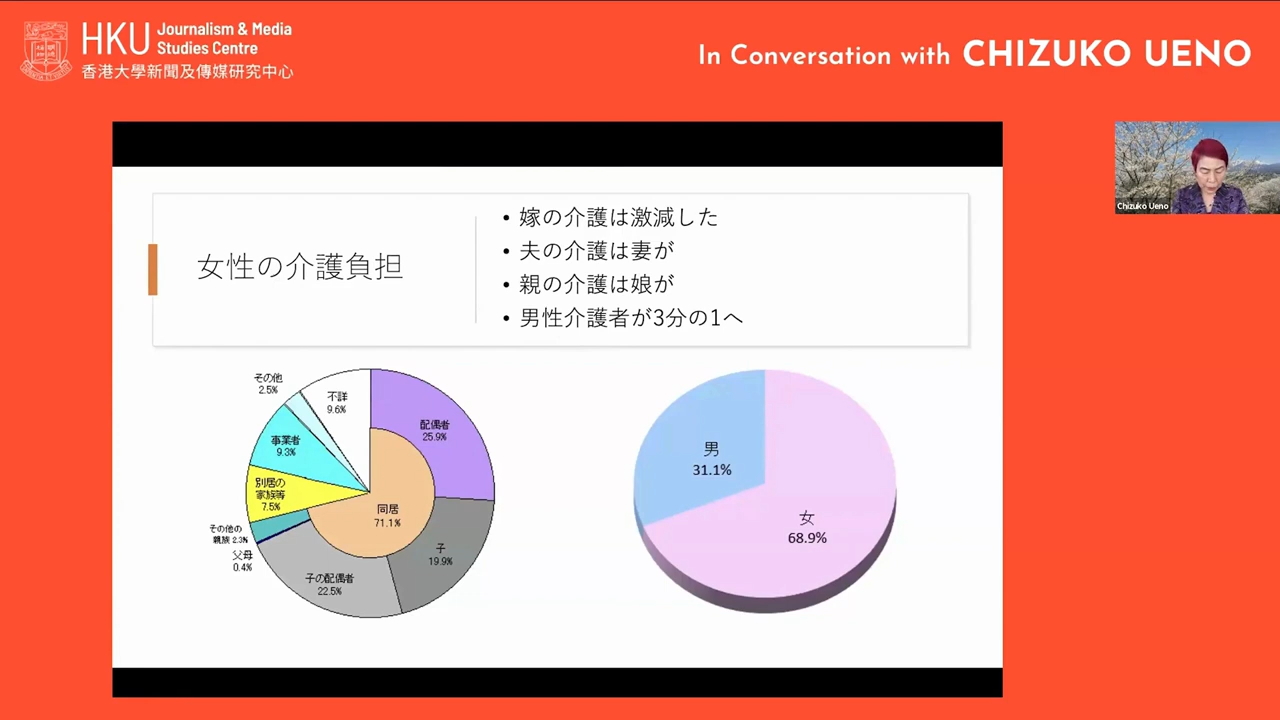 HKU
Journalism & Media
Studies Centre
香港大學新聞及傳媒研究中心
In Conversation with CHIZUKO UENO
Chizuko Ueno
女性の介護負担
• 嫁の介護は激減した
• 夫の介護は妻が
• 親の介護は娘が
• 男性介護者が3分の1へ
その他
2.5%
不詳
9.6%
配偶者
25.9%
事業者
9.3%
別居の
家族等
7.5%
同居
71.1%
その他の
親族 2.3%
父母
0.4%
子
19.9%
子の配偶者
22.5%
男
31.1%
女
68.9%